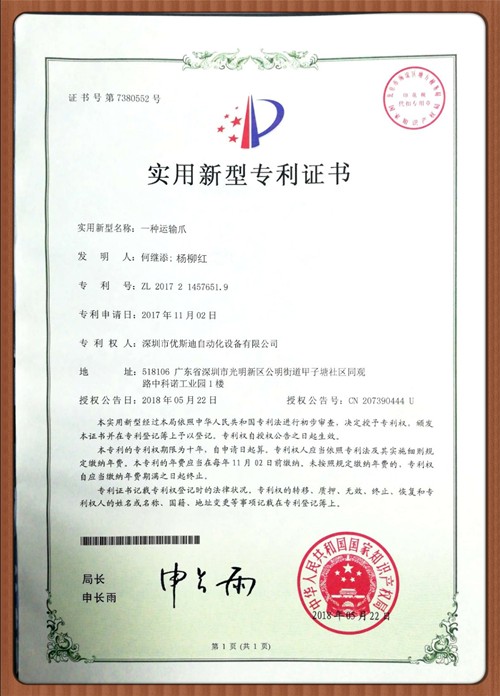 证书号第7380552号
实用新型专利证书
实用新型名称：一种运输爪
发 明 人：何继添；杨柳红
专 利 号：ZL 2017 2 1457651.9
专利申请日：2017年11月02日
专 利 权 人：深圳市优斯迪自动化设备有限公司
地 址：518106 广东省深圳市光明新区公明街道甲子塘社区同观
路中科诺工业园1楼
授权公告日：2018年05月22日 授权公告号：CN 207390444 U
本实用新型经过本局依照中华人民共和国专利法进行初步审查，决定授予专利权，颁发
本证书并在专利登记簿上予以登记。专利权自授权公告之日起生效。
本专利的专利权期限为十年，自申请日起算。专利权人应当依照专利法及其实施细则规
定缴纳年费。本专利的年费应当在每年11月02日前缴纳。未按照规定缴纳年费的，专利权
自应当缴纳年费期满之日起终止。
专利证书记载专利权登记时的法律状况。专利权的转移、质押、无效、终止、恢复和专
利权人的姓名或名称、国籍、地址变更等事项记载在专利登记簿上。
局长
申长雨
申长雨
中华人民共和国国家知识产权局
2018年05月22日
第1页(共1页)